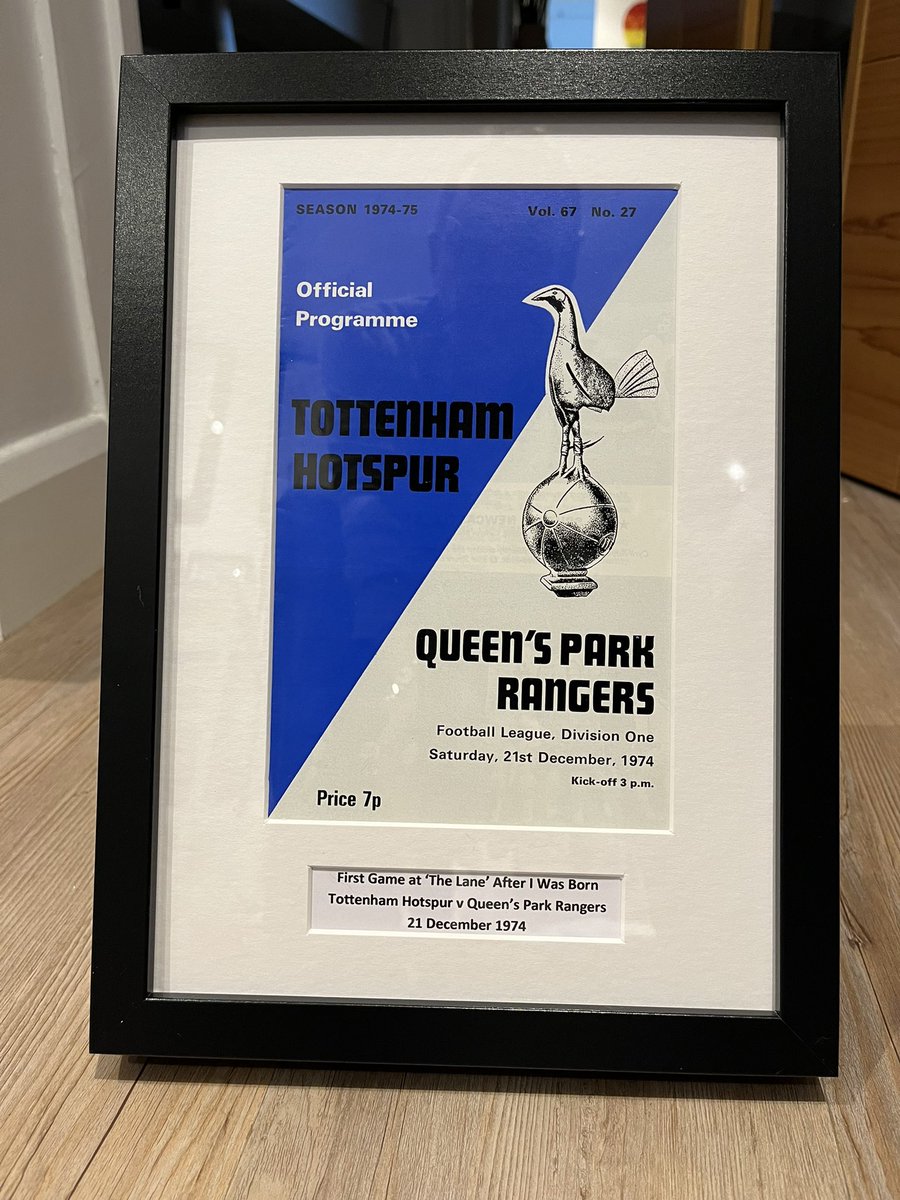 SEASON 1974-75 Vol. 67 No. 27
Official
Programme
TOTTENHAM
HOTSPUR
QUEEN'S PARK
RANGERS
Football League, Division One
Saturday, 21st December, 1974
Kick-off 3 p.m.
Price 7p
First Game at ‘The Lane’ After I Was Born
Tottenham Hotspur v Queen’s Park Rangers
21 December 1974